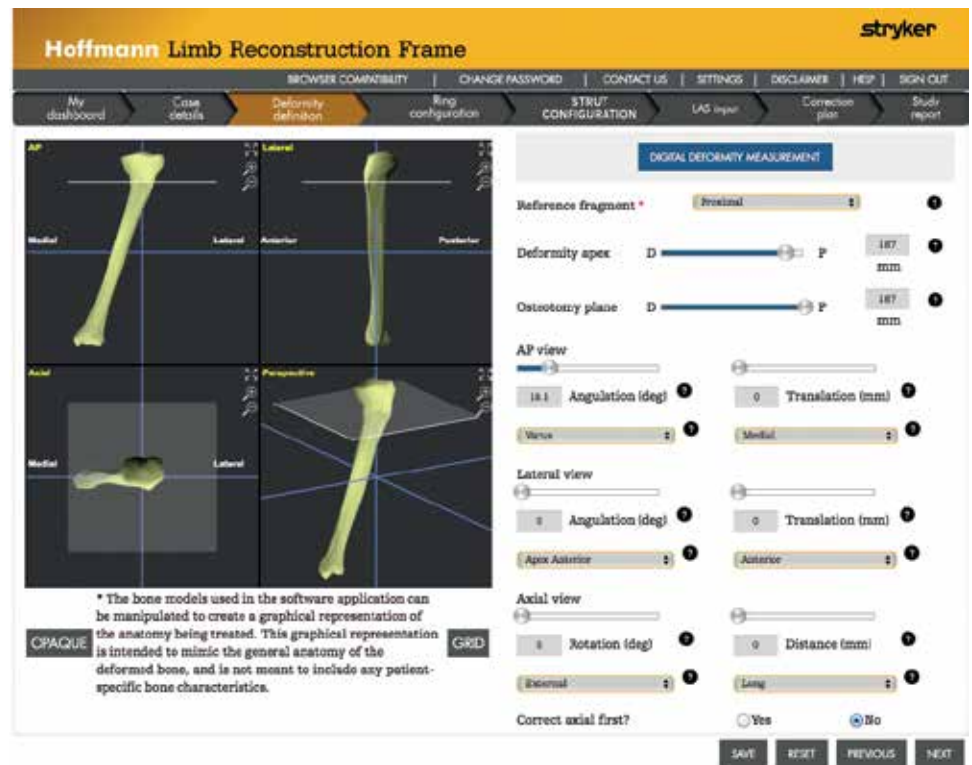 stryker
Hoffmann Limb Reconstruction Frame
BROWSER COMPATIBILITY | CHANGE PASSWORD | CONTACT US | SETTINGS | DISCLAIMER | HELP | SIGN OUT
My dashboard
Case details
Deformity definition
Ring configuration
STRUT CONFIGURATION
LAS input
Correction plan
Study report
AP
Medial
Lateral
Lateral
Anterior
Posterior
Axial
Medial
Lateral
Perspective
* The bone models used in the software application can
be manipulated to create a graphical representation of
the anatomy being treated. This graphical representation
is intended to mimic the general anatomy of the
deformed bone, and is not meant to include any patient-
specific bone characteristics.
OPAQUE
GRID
DIGITAL DEFORMITY MEASUREMENT
Reference fragment * Proximal ?
Deformity apex D P 187 mm ?
Osteotomy plane D P 187 mm ?
AP view
Angulation (deg) ? 0 Translation (mm) ?
Varus ? Medial ?
Lateral view
0 Angulation (deg) ? 0 Translation (mm) ?
Apex Anterior ? Anterior ?
Axial view
Rotation (deg) ? 0 Distance (mm) ?
External ? Long ?
Correct axial first? Yes No
SAVE RESET PREVIOUS NEXT